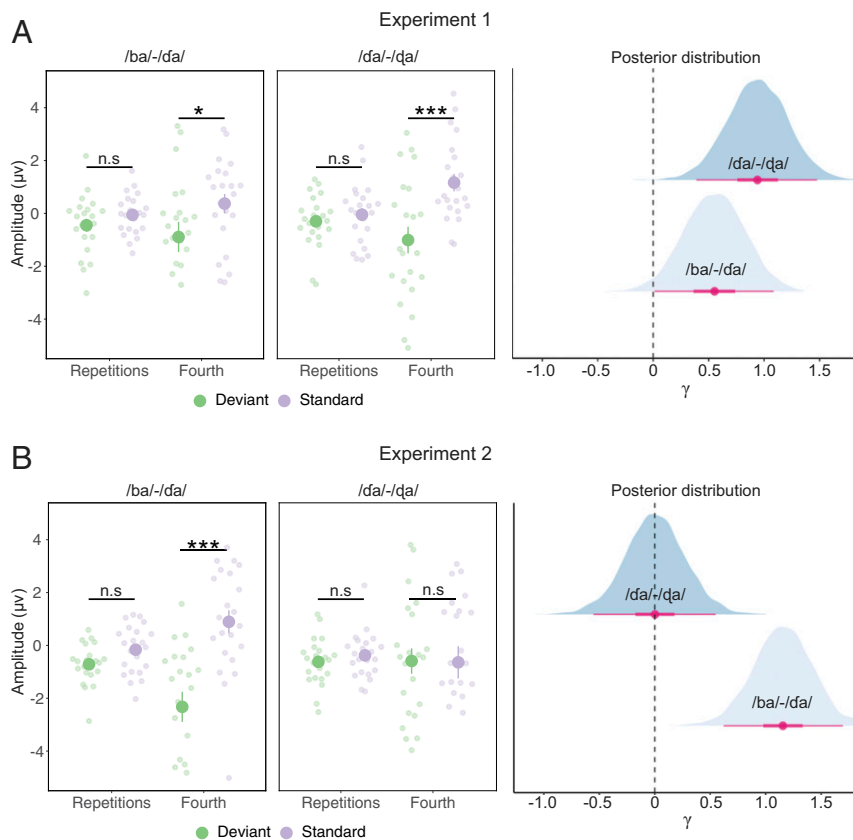 A
Experiment 1
/ba/-/ɗa/
/ɗa/-/ɖa/
Posterior distribution
Amplitude (μv)
4
2
0
-2
-4
n.s
*
n.s
***
/ɗa/-/ɖa/
/ba/-/ɗa/
Repetitions Fourth
Repetitions Fourth
-1.0 -0.5 0 0.5 1.0 1.5
γ
Deviant Standard
B
Experiment 2
/ba/-/ɗa/
/ɗa/-/ɖa/
Posterior distribution
Amplitude (μv)
4
2
0
-2
-4
n.s
***
n.s
n.s
/ɗa/-/ɖa/
/ba/-/ɗa/
Repetitions Fourth
Repetitions Fourth
-1.0 -0.5 0 0.5 1.0 1.5
γ
Deviant Standard